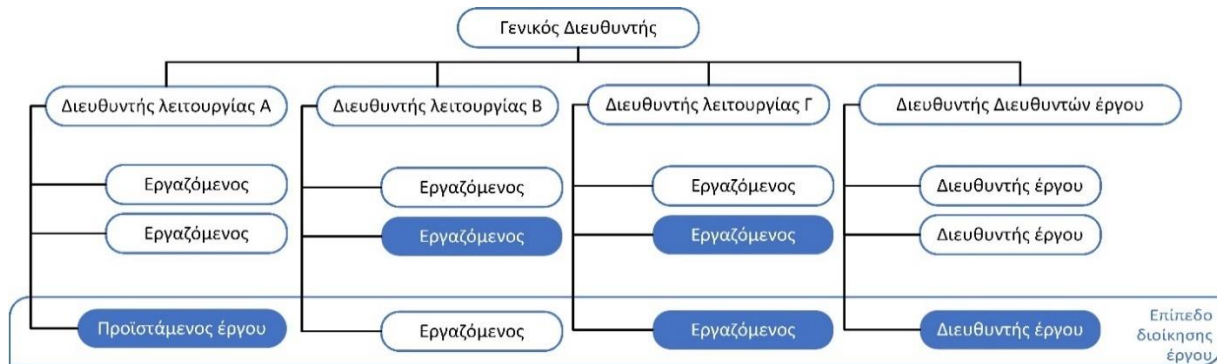 Γενικός Διευθυντής
Διευθυντής λειτουργίας Α
Διευθυντής λειτουργίας Β
Διευθυντής λειτουργίας Γ
Διευθυντής Διευθυντών έργου
Εργαζόμενος
Εργαζόμενος
Εργαζόμενος
Διευθυντής έργου
Εργαζόμενος
Εργαζόμενος
Εργαζόμενος
Διευθυντής έργου
Προϊστάμενος έργου
Εργαζόμενος
Εργαζόμενος
Διευθυντής έργου
Επίπεδο
διοίκησης
έργου